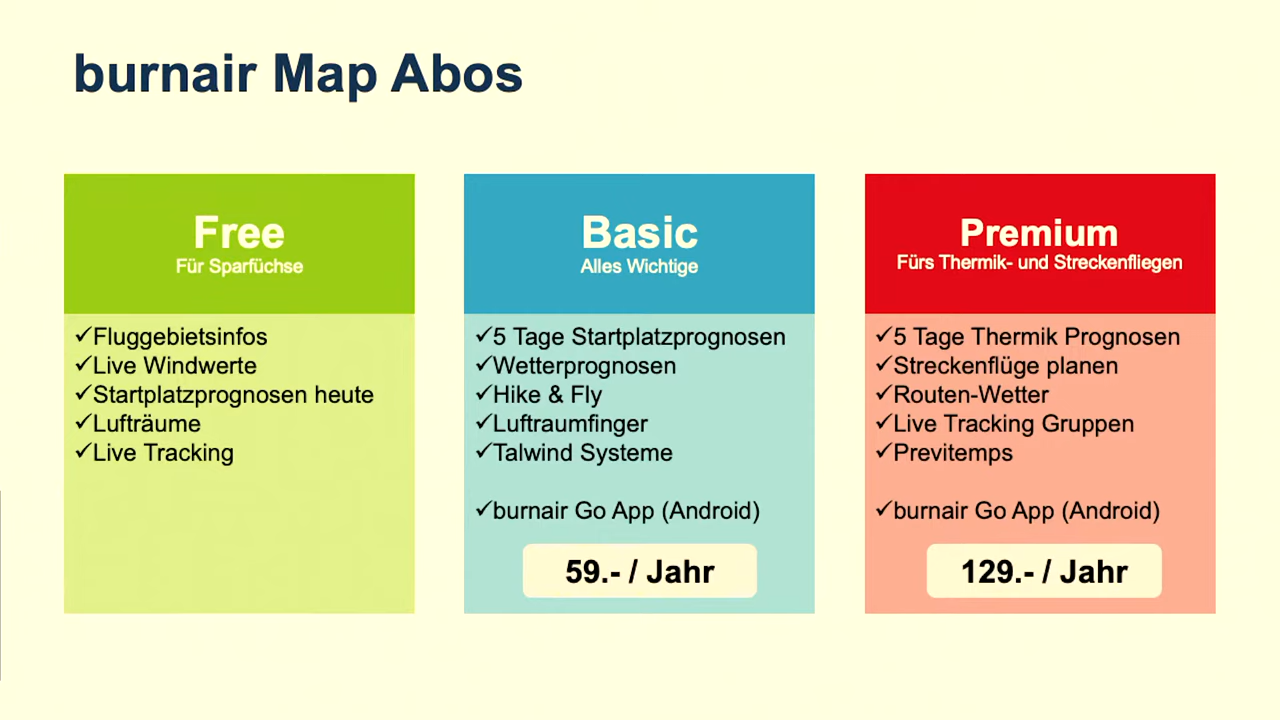 burnair Map Abos
Free
Für Sparfüchse
✓Fluggebietsinfos
✓Live Windwerte
✓Startplatzprognosen heute
✓Lufträume
✓Live Tracking
Basic
Alles Wichtige
✓5 Tage Startplatzprognosen
✓Wetterprognosen
✓Hike & Fly
✓Luftraumfinger
✓Talwind Systeme
✓burnair Go App (Android)
59.- / Jahr
Premium
Fürs Thermik- und Streckenfliegen
✓5 Tage Thermik Prognosen
✓Streckenflüge planen
✓Routen-Wetter
✓Live Tracking Gruppen
✓Previtemps
✓burnair Go App (Android)
129.- / Jahr